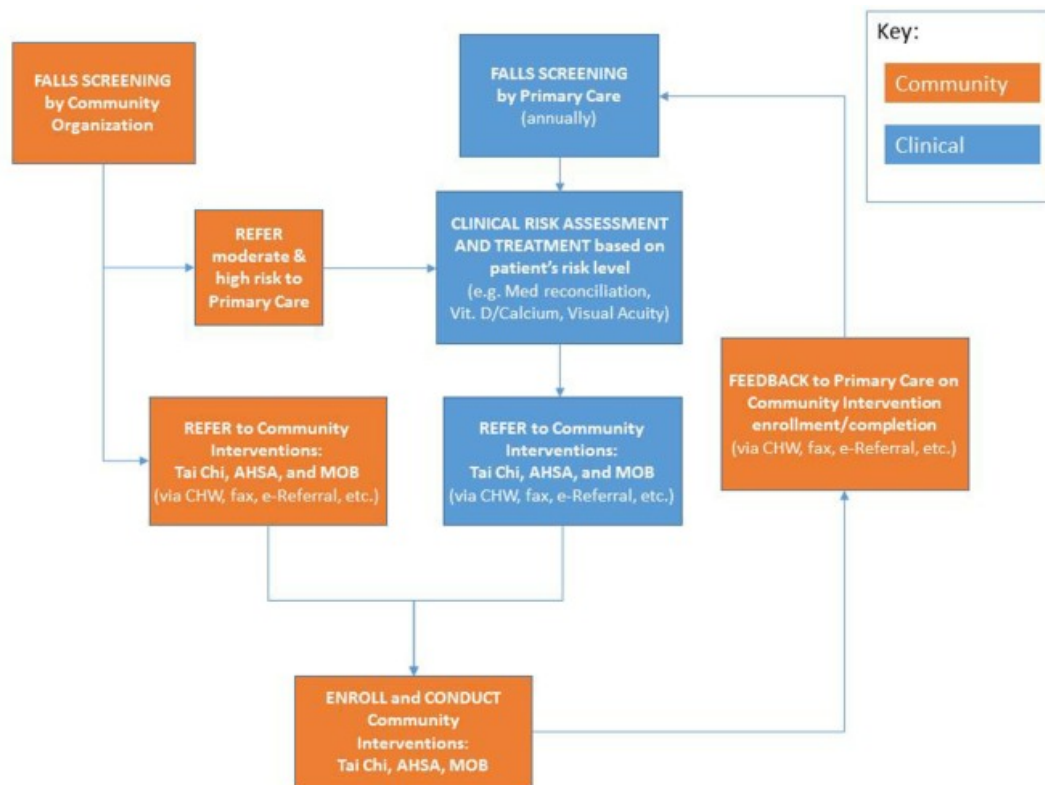 Key:
Community
Clinical
FALLS SCREENING
by Community
Organization
FALLS SCREENING
by Primary Care
(annually)
REFER
moderate &
high risk to
Primary Care
CLINICAL RISK ASSESSMENT
AND TREATMENT based on
patient's risk level
(e.g. Med reconciliation,
Vit. D/Calcium, Visual Acuity)
REFER to Community
Interventions:
Tai Chi, AHSA, and MOB
(via CHW, fax, e-Referral, etc.)
REFER to Community
Interventions:
Tai Chi, AHSA, and MOB
(via CHW, fax, e-Referral, etc.)
FEEDBACK to Primary Care on
Community Intervention
enrollment/completion
(via CHW, fax, e-Referral, etc.)
ENROLL and CONDUCT
Community
Interventions:
Tai Chi, AHSA, MOB